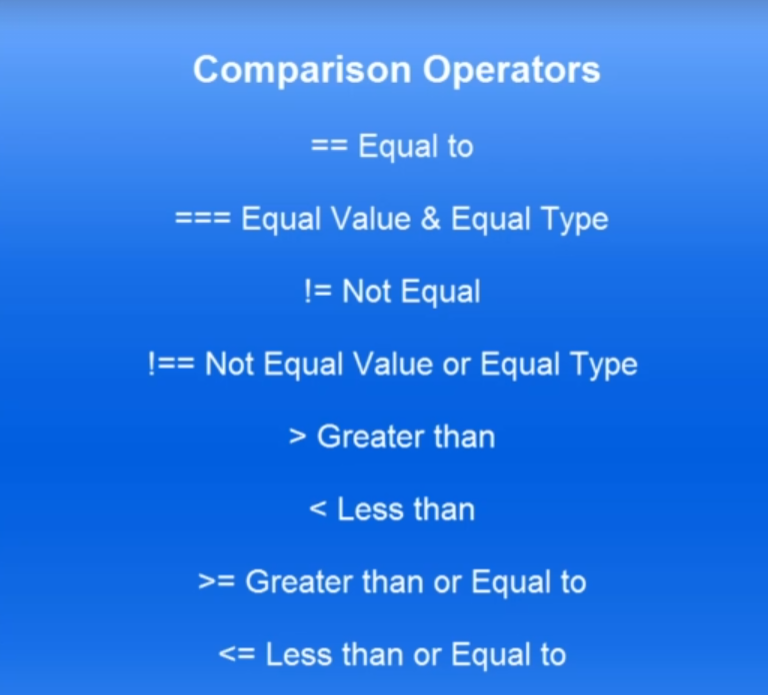 Comparison Operators
== Equal to
=== Equal Value & Equal Type
!= Not Equal
!== Not Equal Value or Equal Type
> Greater than
< Less than
>= Greater than or Equal to
<= Less than or Equal to